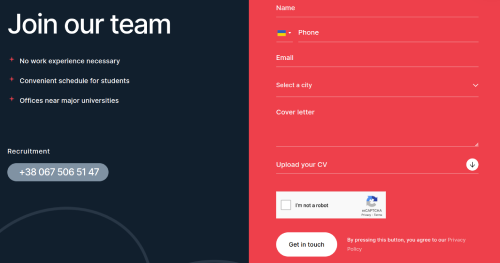 Join our team
No work experience necessary
Convenient schedule for students
Offices near major universities
Recruitment
+38 067 506 51 47
Name
Phone
Email
Select a city
Cover letter
Upload your CV
I'm not a robot
reCAPTCHA
Privacy - Terms
Get in touch
By pressing this button, you agree to our Privacy
Policy